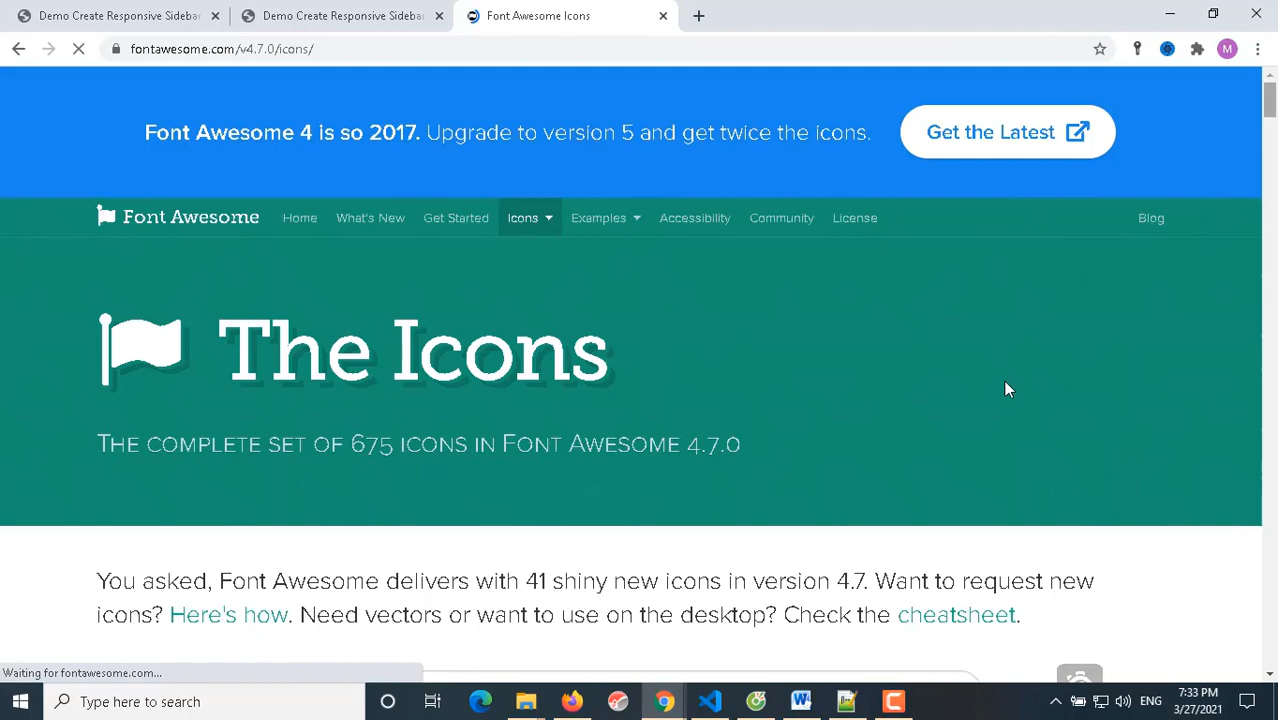 Demo Create Responsive Sideba
Demo Create Responsive Sideba
Font Awesome Icons
fontawesome.com/v4.7.0/icons/
M
Font Awesome 4 is so 2017. Upgrade to version 5 and get twice the icons.
Get the Latest
Font Awesome
Home
What's New
Get Started
Icons
Examples
Accessibility
Community
License
Blog
The Icons
The complete set of 675 icons in Font Awesome 4.7.0
You asked, Font Awesome delivers with 41 shiny new icons in version 4.7. Want to request new
icons? Here's how. Need vectors or want to use on the desktop? Check the cheatsheet.
Waiting for fontawesome.com...
Type here to search
ENG
7:33 PM
3/27/2021